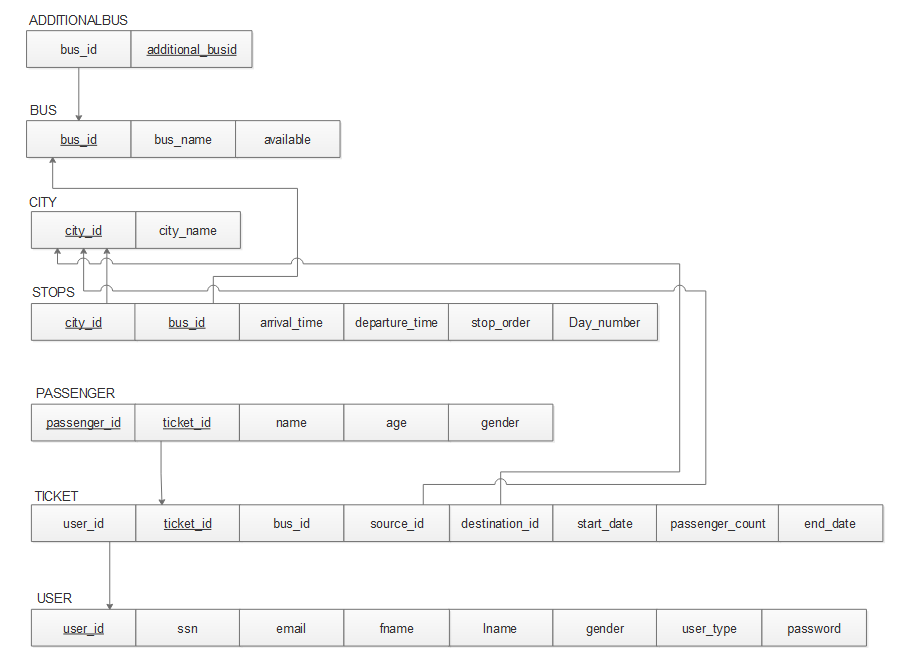 ADDITIONALBUS
bus_id additional_busid
BUS
bus_id bus_name available
CITY
city_id city_name
STOPS
city_id bus_id arrival_time departure_time stop_order Day_number
PASSENGER
passenger_id ticket_id name age gender
TICKET
user_id ticket_id bus_id source_id destination_id start_date passenger_count end_date
USER
user_id ssn email fname lname gender user_type password